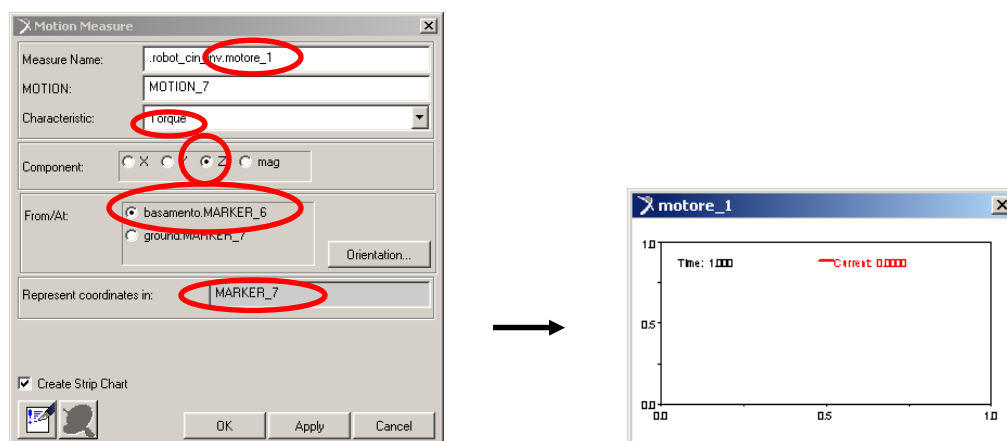 Motion Measure
Measure Name: .robot_cin_inv.motore_1
MOTION: MOTION_7
Characteristic: Torque
Component: X Y Z mag
From/At: basamento.MARKER_6
ground.MARKER_7
Orientation...
Represent coordinates in: MARKER_7
Create Strip Chart
OK Apply Cancel
motore_1
1.0
Time: 1.000 Current: 0.0000
0.5
0.0
0.0 0.5 1.0